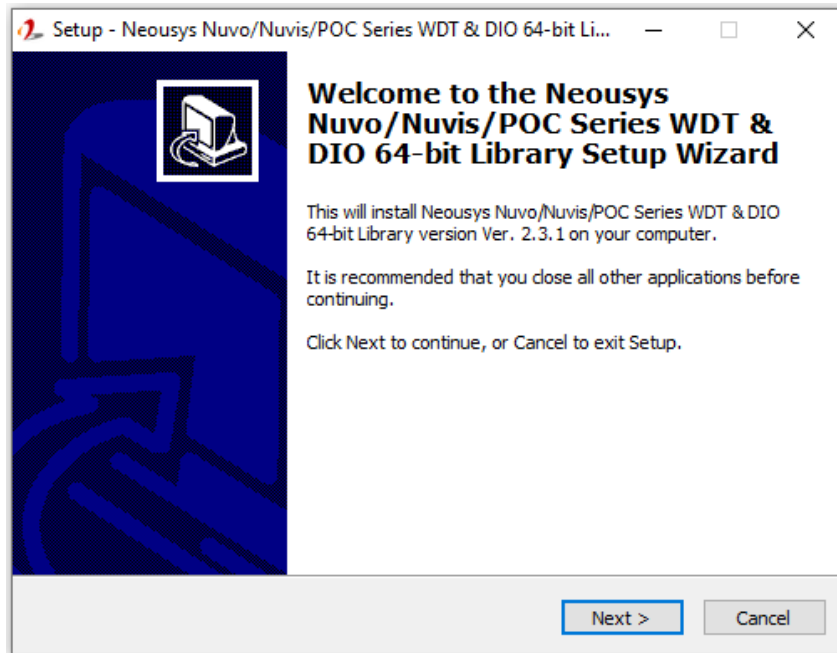 Setup - Neousys Nuvo/Nuvis/POC Series WDT & DIO 64-bit Li...
Welcome to the Neousys
Nuvo/Nuvis/POC Series WDT &
DIO 64-bit Library Setup Wizard
This will install Neousys Nuvo/Nuvis/POC Series WDT & DIO
64-bit Library version Ver. 2.3.1 on your computer.
It is recommended that you close all other applications before
continuing.
Click Next to continue, or Cancel to exit Setup.
Next >
Cancel